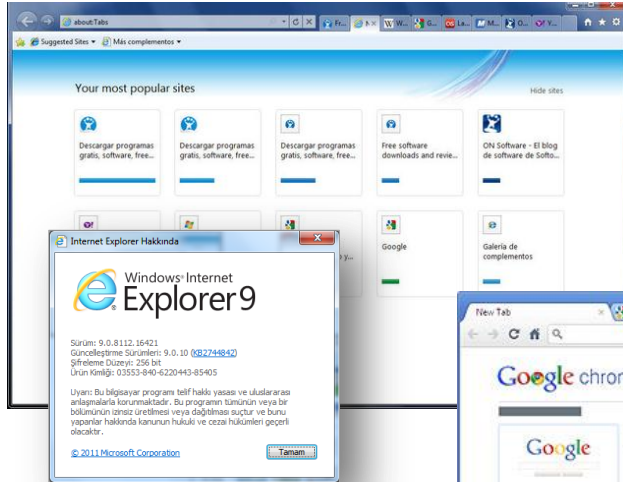 about:Tabs
Fr...
W...
G...
La...
M...
O...
Y...
Suggested Sites
Más complementos
Your most popular sites
Hide sites
Descargar programas
gratis, software, free...
Descargar programas
gratis, software, free...
Descargar programas
gratis, software, free...
Free software
downloads and revie...
ON Software - El blog
de software de Softo...
Google
Galería de
complementos
Internet Explorer Hakkında
Windows Internet
Explorer 9
Sürüm: 9.0.8112.16421
Güncelleştirme Sürümleri: 9.0.10 (KB2744842)
Şifreleme Düzeyi: 256 bit
Ürün Kimliği: 03553-840-6220443-85405
Uyarı: Bu bilgisayar programı telif hakkı yasası ve uluslararası
anlaşmalarla korunmaktadır. Bu programın tümünün veya bir
bölümünün izinsiz üretilmesi veya dağıtılması suçtur ve bunu
yapanlar hakkında kanunun hukuki ve cezai hükümleri geçerli
olacaktır.
© 2011 Microsoft Corporation
Tamam
New Tab
Google chron
Google